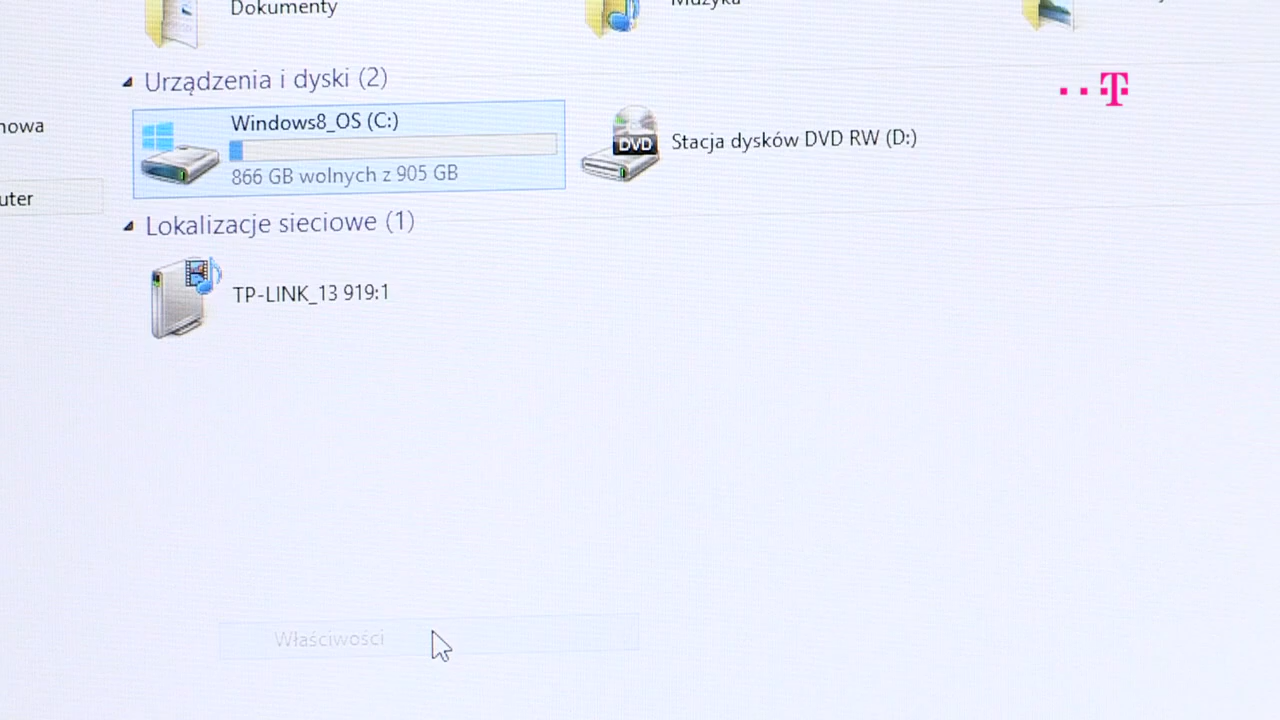 Dokumenty
Muzyka
Urządzenia i dyski (2)
Windows8_OS (C:)
866 GB wolnych z 905 GB
DVD
Stacja dysków DVD RW (D:)
nowa
uter
Lokalizacje sieciowe (1)
TP-LINK_13 919:1
Właściwości
T